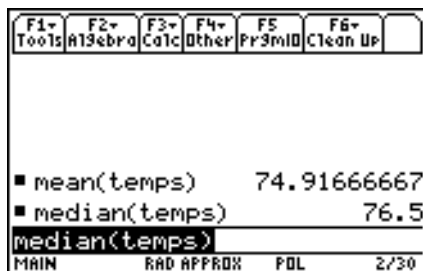 F1▾ F2▾ F3▾ F4▾ F5 F6▾
Tools Algebra Calc Other PrgmIO Clean Up
▪ mean(temps) 74.91666667
▪ median(temps) 76.5
median(temps)
MAIN RAD APPROX POL 2/30